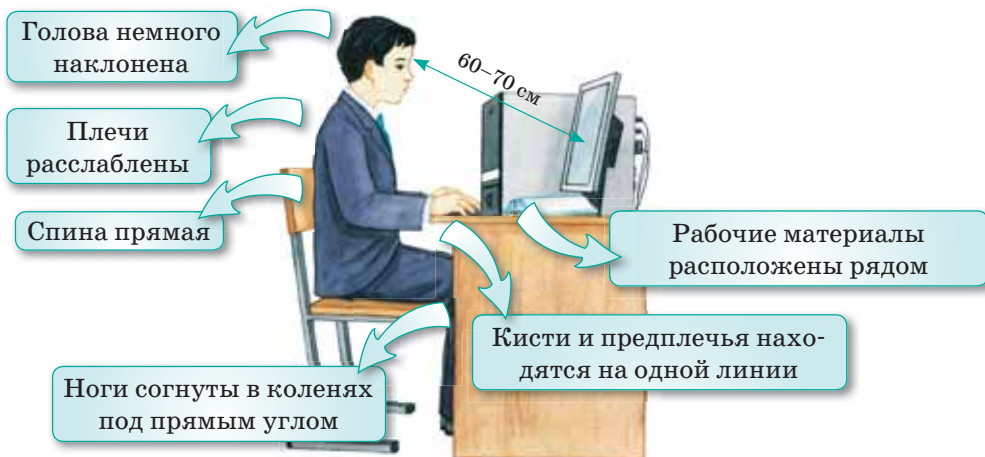 Голова немного
наклонена
60–70 см
Плечи
расслаблены
Спина прямая
Рабочие материалы
расположены рядом
Кисти и предплечья нахо-
дятся на одной линии
Ноги согнуты в коленях
под прямым углом